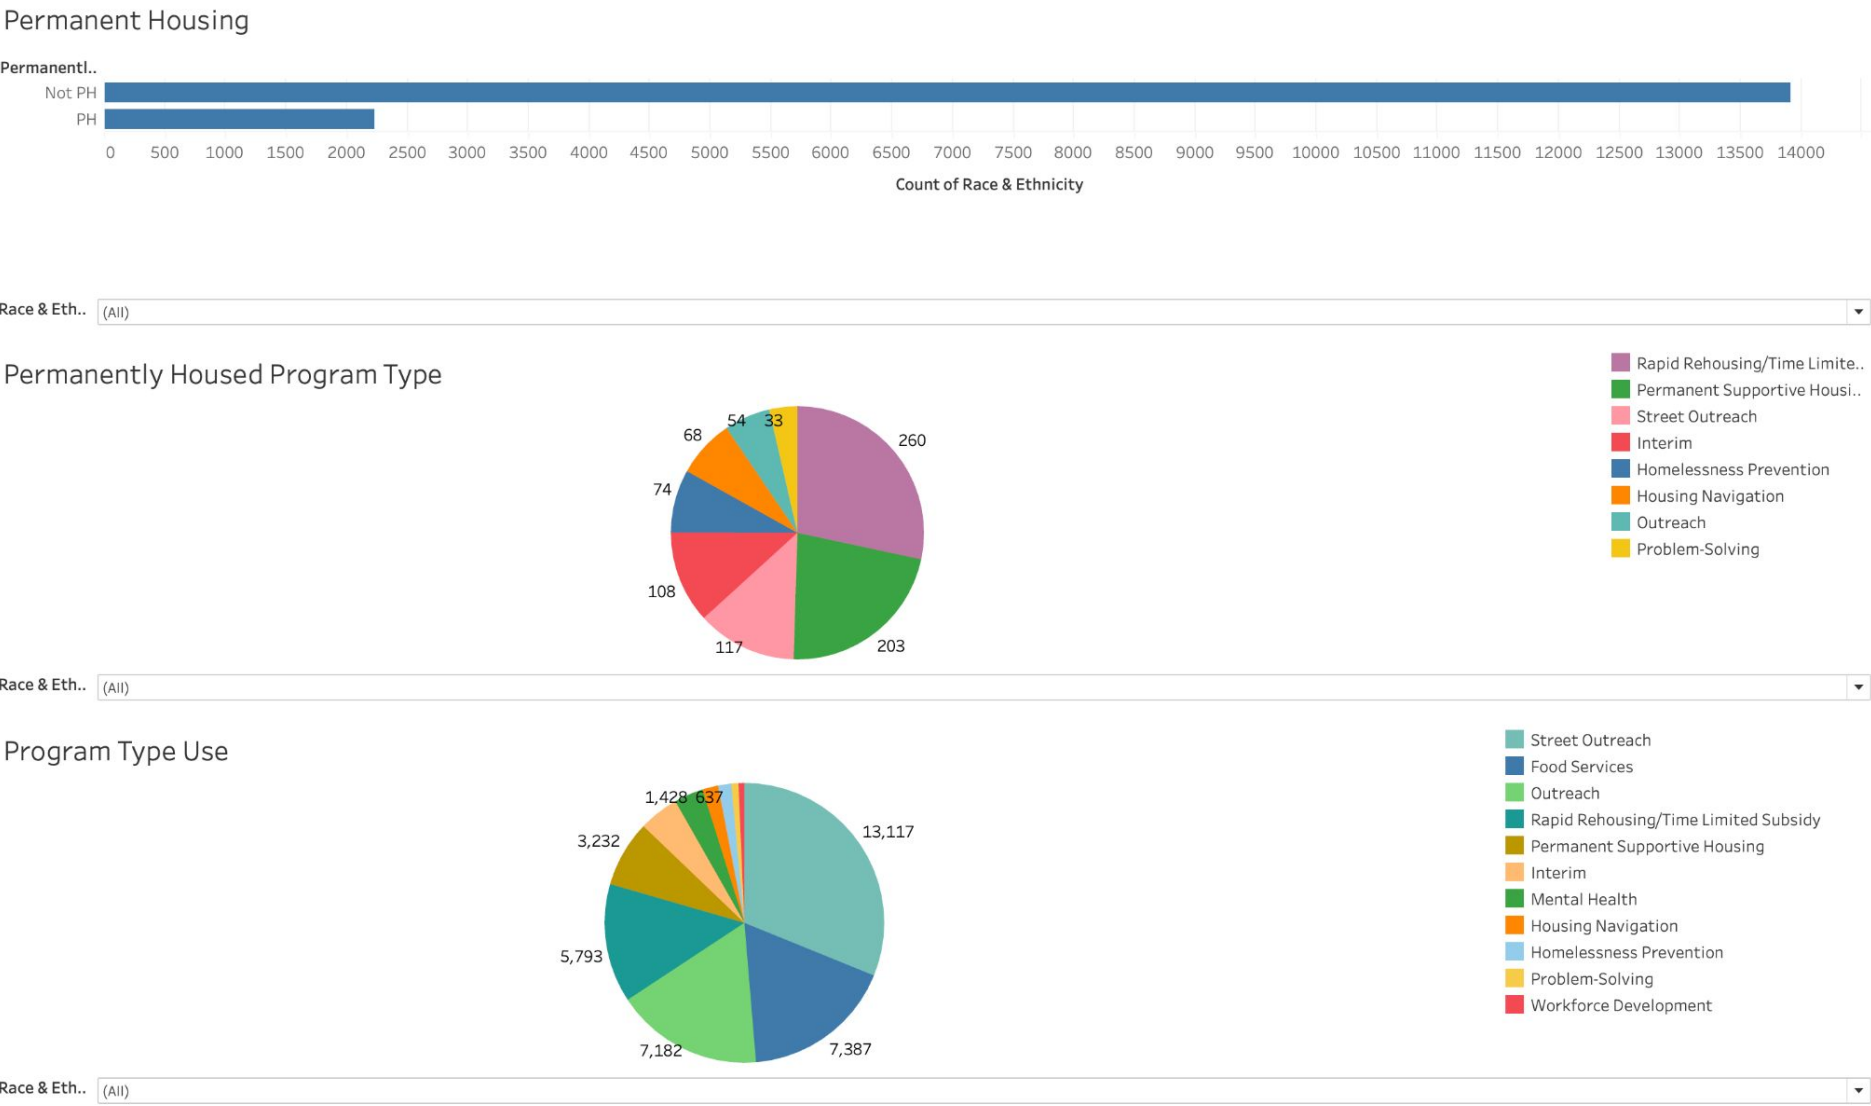 Permanent Housing
Permanentl..
Not PH
PH
0 500 1000 1500 2000 2500 3000 3500 4000 4500 5000 5500 6000 6500 7000 7500 8000 8500 9000 9500 10000 10500 11000 11500 12000 12500 13000 13500 14000
Count of Race & Ethnicity
Race & Eth.. (All)
Permanently Housed Program Type
260
203
117
108
74
68
54
33
Rapid Rehousing/Time Limite..
Permanent Supportive Housi..
Street Outreach
Interim
Homelessness Prevention
Housing Navigation
Outreach
Problem-Solving
Race & Eth.. (All)
Program Type Use
13,117
7,387
7,182
5,793
3,232
1,428
637
Street Outreach
Food Services
Outreach
Rapid Rehousing/Time Limited Subsidy
Permanent Supportive Housing
Interim
Mental Health
Housing Navigation
Homelessness Prevention
Problem-Solving
Workforce Development
Race & Eth.. (All)